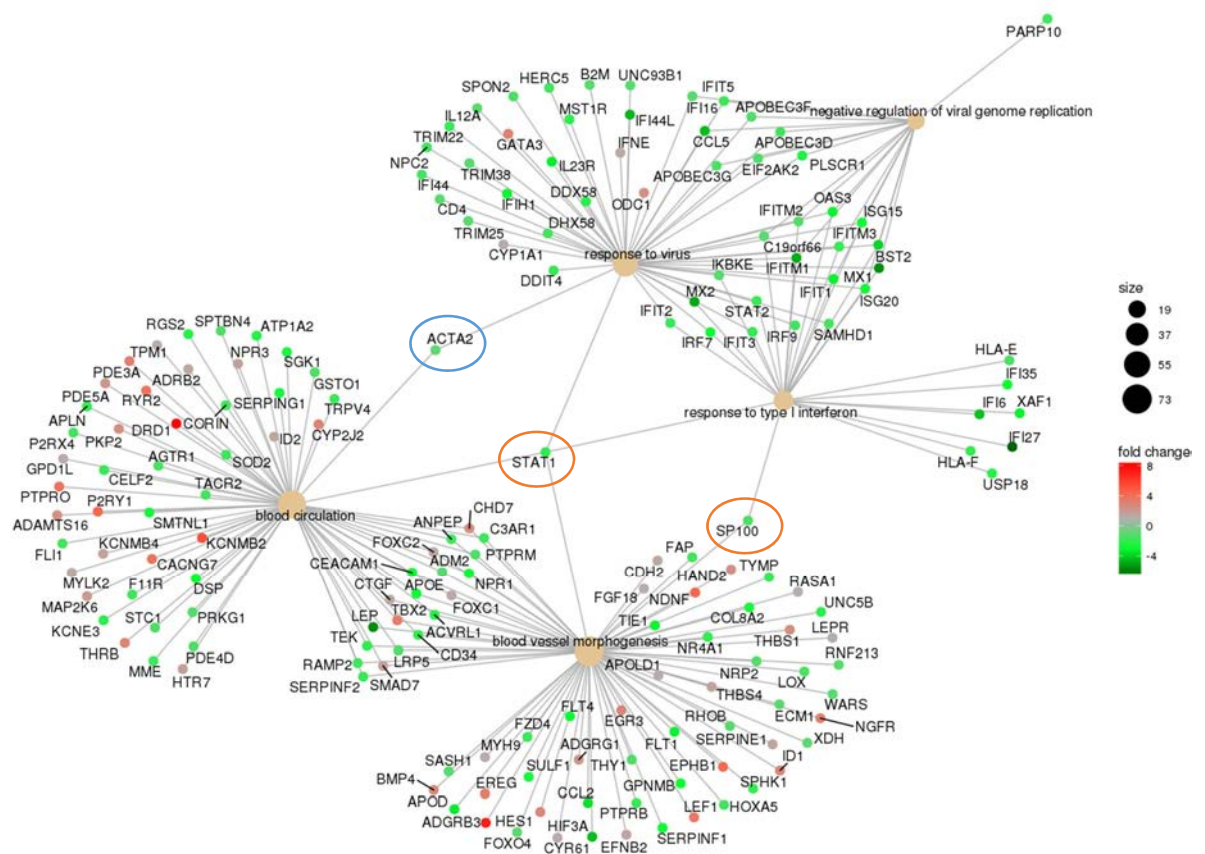 PARP10
negative regulation of viral genome replication
HERC5
B2M
UNC93B1
IFIT5
SPON2
MST1R
IFI16
APOBEC3F
IL12A
IFI44L
GATA3
IFNE
CCL5
APOBEC3D
TRIM22
NPC2
IL23R
APOBEC3G
EIF2AK2
PLSCR1
TRIM38
IFI44
IFIH1
DDX58
ODC1
OAS3
CD4
IFITM2
ISG15
TRIM25
DHX58
IFITM3
CYP1A1
response to virus
C19orf66
BST2
DDIT4
IKBKE
IFITM1
MX1
MX2
IFIT1
ISG20
IFIT2
STAT2
IRF7
IFIT3
IRF9
SAMHD1
size
19
37
55
73
ACTA2
RGS2
SPTBN4
ATP1A2
TPM1
NPR3
SGK1
PDE3A
ADRB2
GSTO1
PDE5A
RYR2
SERPING1
TRPV4
APLN
CORIN
CYP2J2
DRD1
ID2
P2RX4
PKP2
SOD2
GPD1L
AGTR1
CELF2
TACR2
PTPRO
P2RY1
ADAMTS16
SMTNL1
blood circulation
FLI1
KCNMB4
KCNMB2
MYLK2
CACNG7
MAP2K6
F11R
DSP
KCNE3
STC1
PRKG1
THRB
MME
PDE4D
HTR7
HLA-E
IFI35
response to type I interferon
IFI6
XAF1
IFI27
HLA-F
USP18
fold change
8
4
0
-4
STAT1
SP100
CHD7
ANPEP
C3AR1
FOXC2
PTPRM
CEACAM1
ADM2
CTGF
APOE
NPR1
LEP
TBX2
FOXC1
TEK
ACVRL1
RAMP2
LRP5
CD34
SERPINF2
SMAD7
FAP
CDH2
HAND2
TYMP
FGF18
NDNF
RASA1
TIE1
COL8A2
UNC5B
blood vessel morphogenesis
THBS1
LEPR
NR4A1
RNF213
APOLD1
NRP2
LOX
THBS4
WARS
ECM1
NGFR
FLT4
EGR3
RHOB
FZD4
SERPINE1
XDH
MYH9
ADGRG1
FLT1
ID1
SASH1
SULF1
THY1
EPHB1
SPHK1
BMP4
EREG
GPNMB
APOD
CCL2
LEF1
HOXA5
ADGRB3
HES1
PTPRB
FOXO4
HIF3A
SERPINF1
CYR61
EFNB2